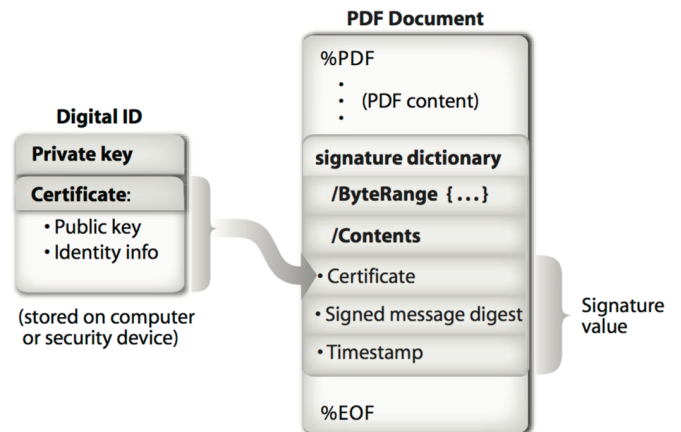 PDF Document
%PDF
• (PDF content)
Digital ID
Private key
Certificate:
• Public key
• Identity info
(stored on computer
or security device)
signature dictionary
/ByteRange {...}
/Contents
• Certificate
• Signed message digest
• Timestamp
%EOF
Signature
value